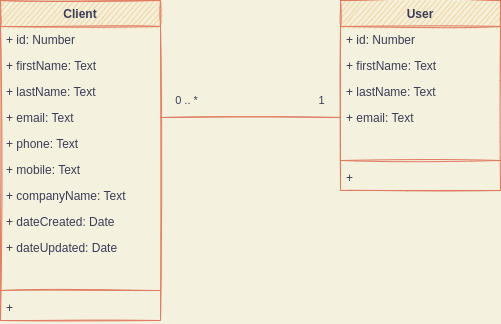 Client
+ id: Number
+ firstName: Text
+ lastName: Text
+ email: Text
+ phone: Text
+ mobile: Text
+ companyName: Text
+ dateCreated: Date
+ dateUpdated: Date
+
0 .. *
1
User
+ id: Number
+ firstName: Text
+ lastName: Text
+ email: Text
+